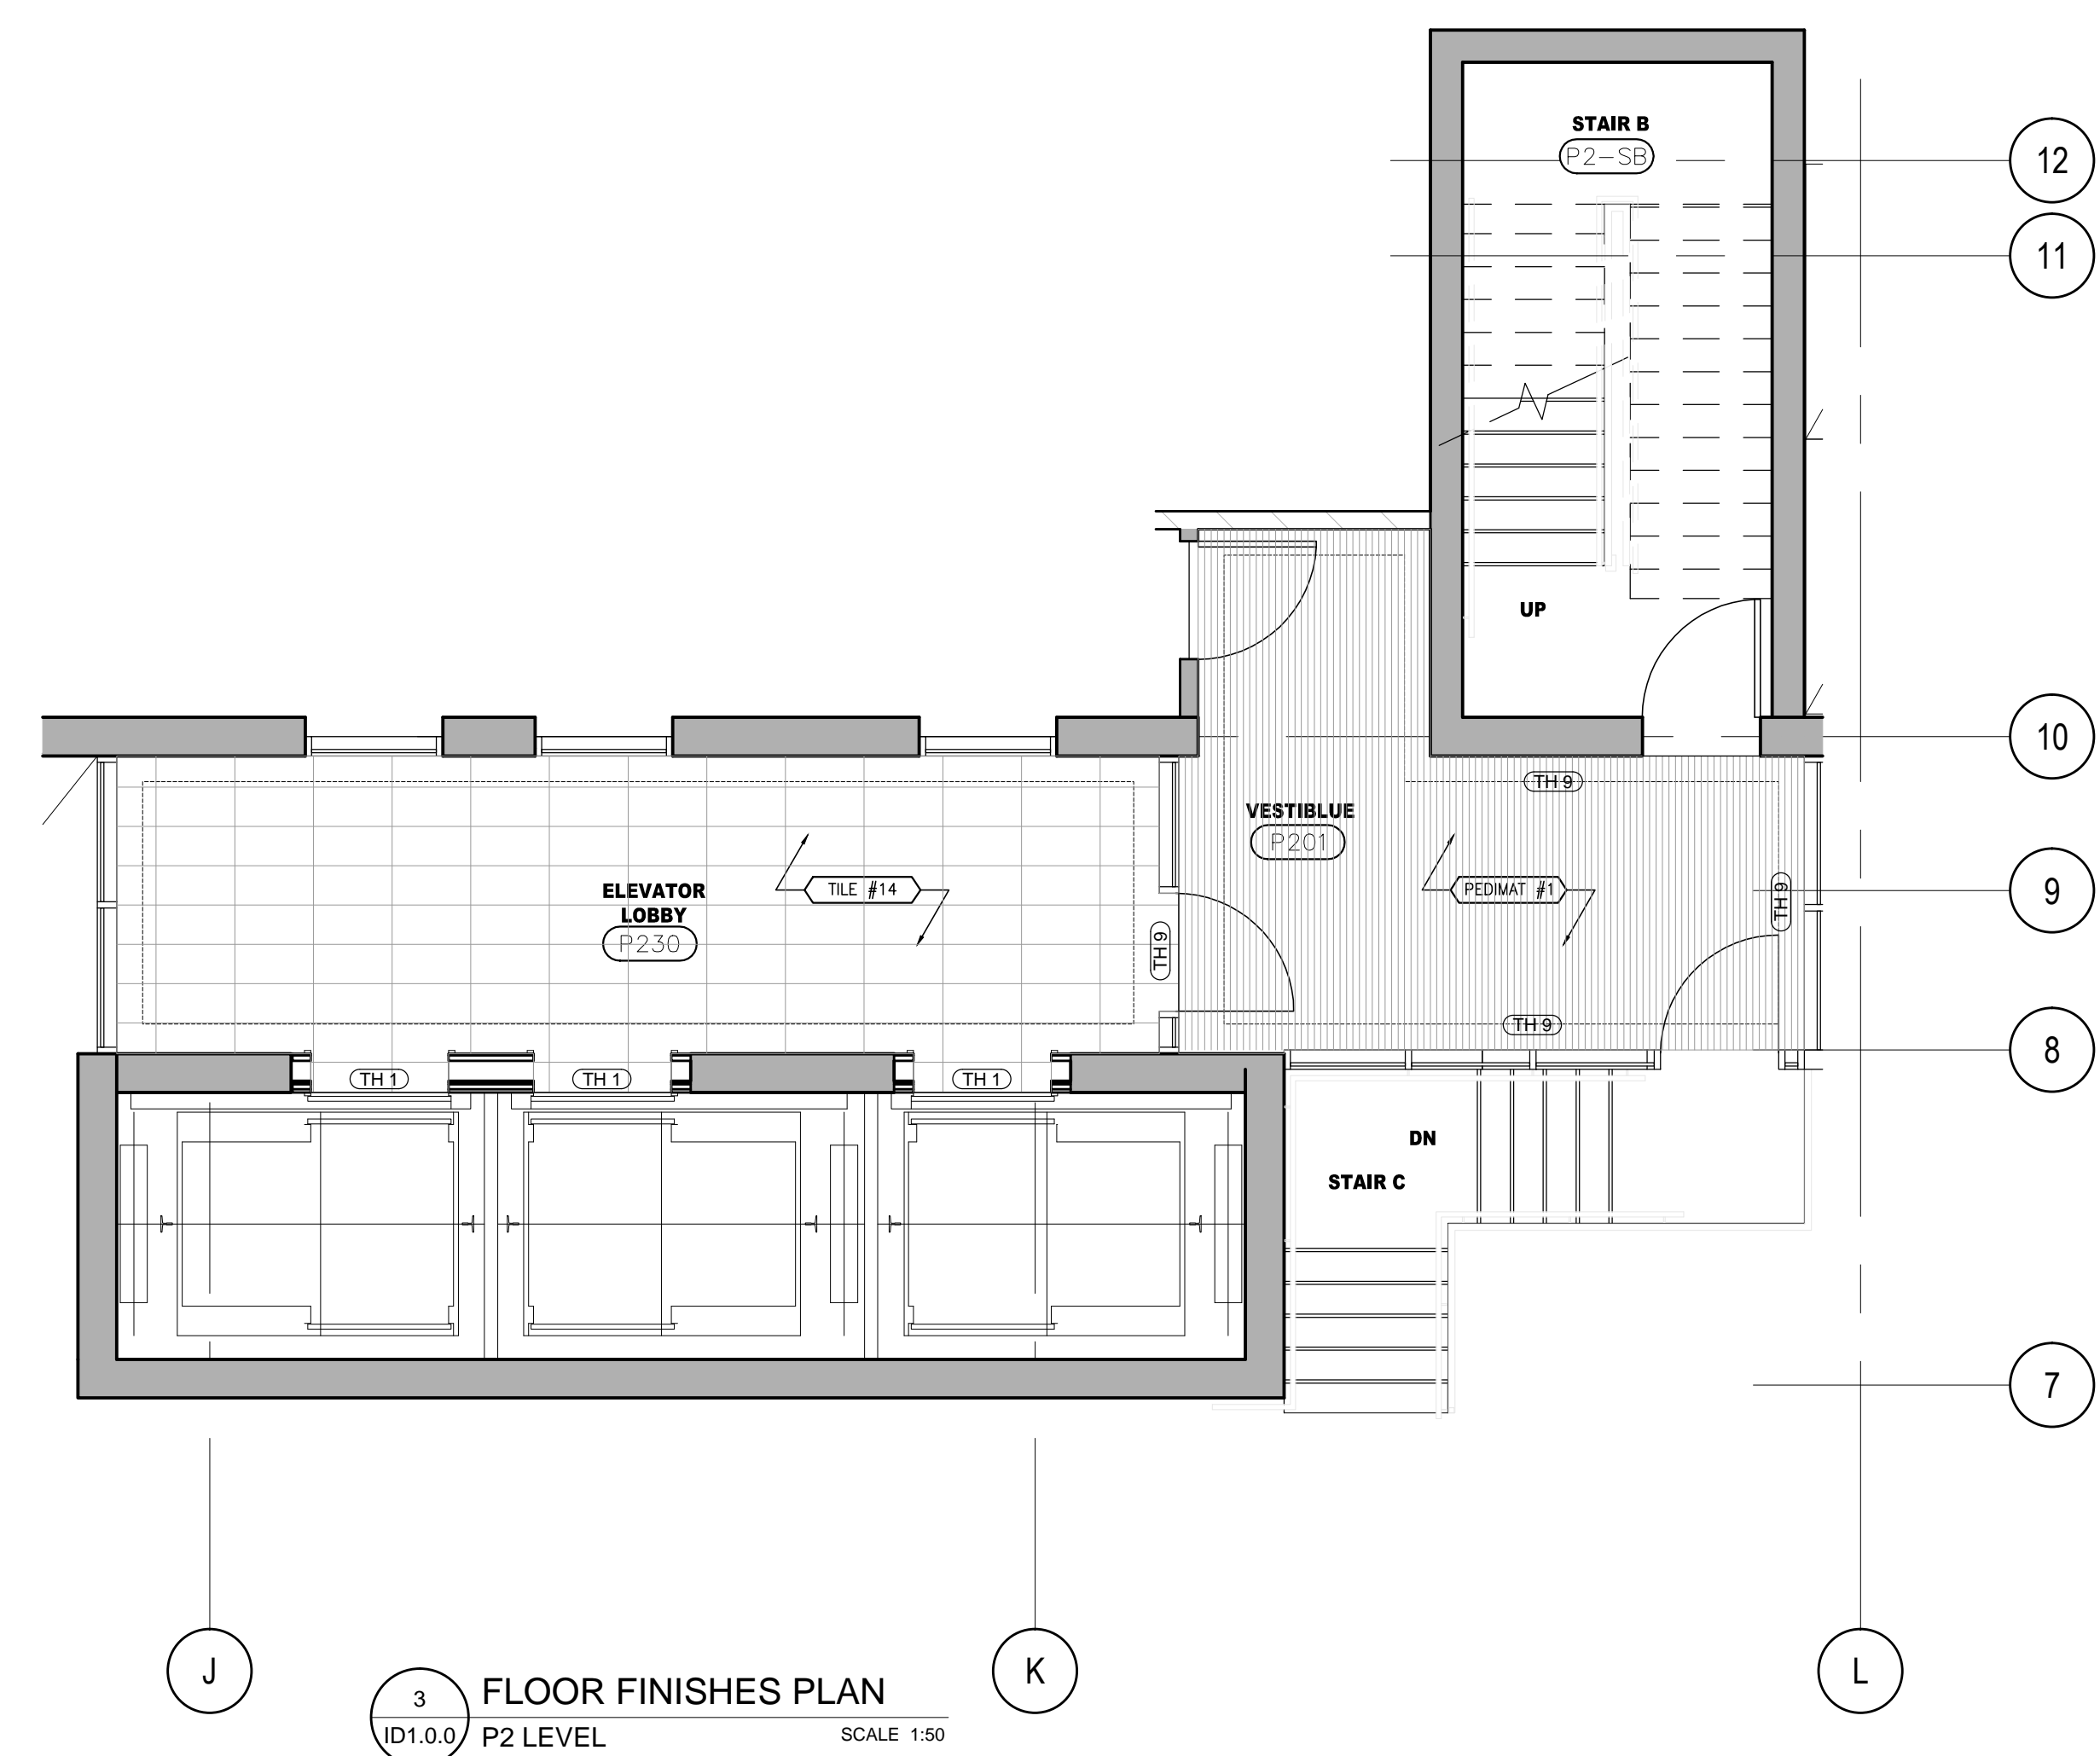 STAIR B
P2-SB
12
11
UP
10
TH 9
VESTIBLUE
P201
TILE #14
PEDIMAT #1
9
TH 9
ELEVATOR
LOBBY
P230
TH 9
TH 9
8
TH 1
TH 1
TH 1
DN
STAIR C
7
J
K
L
3
FLOOR FINISHES PLAN
ID1.0.0
P2 LEVEL
SCALE 1:50